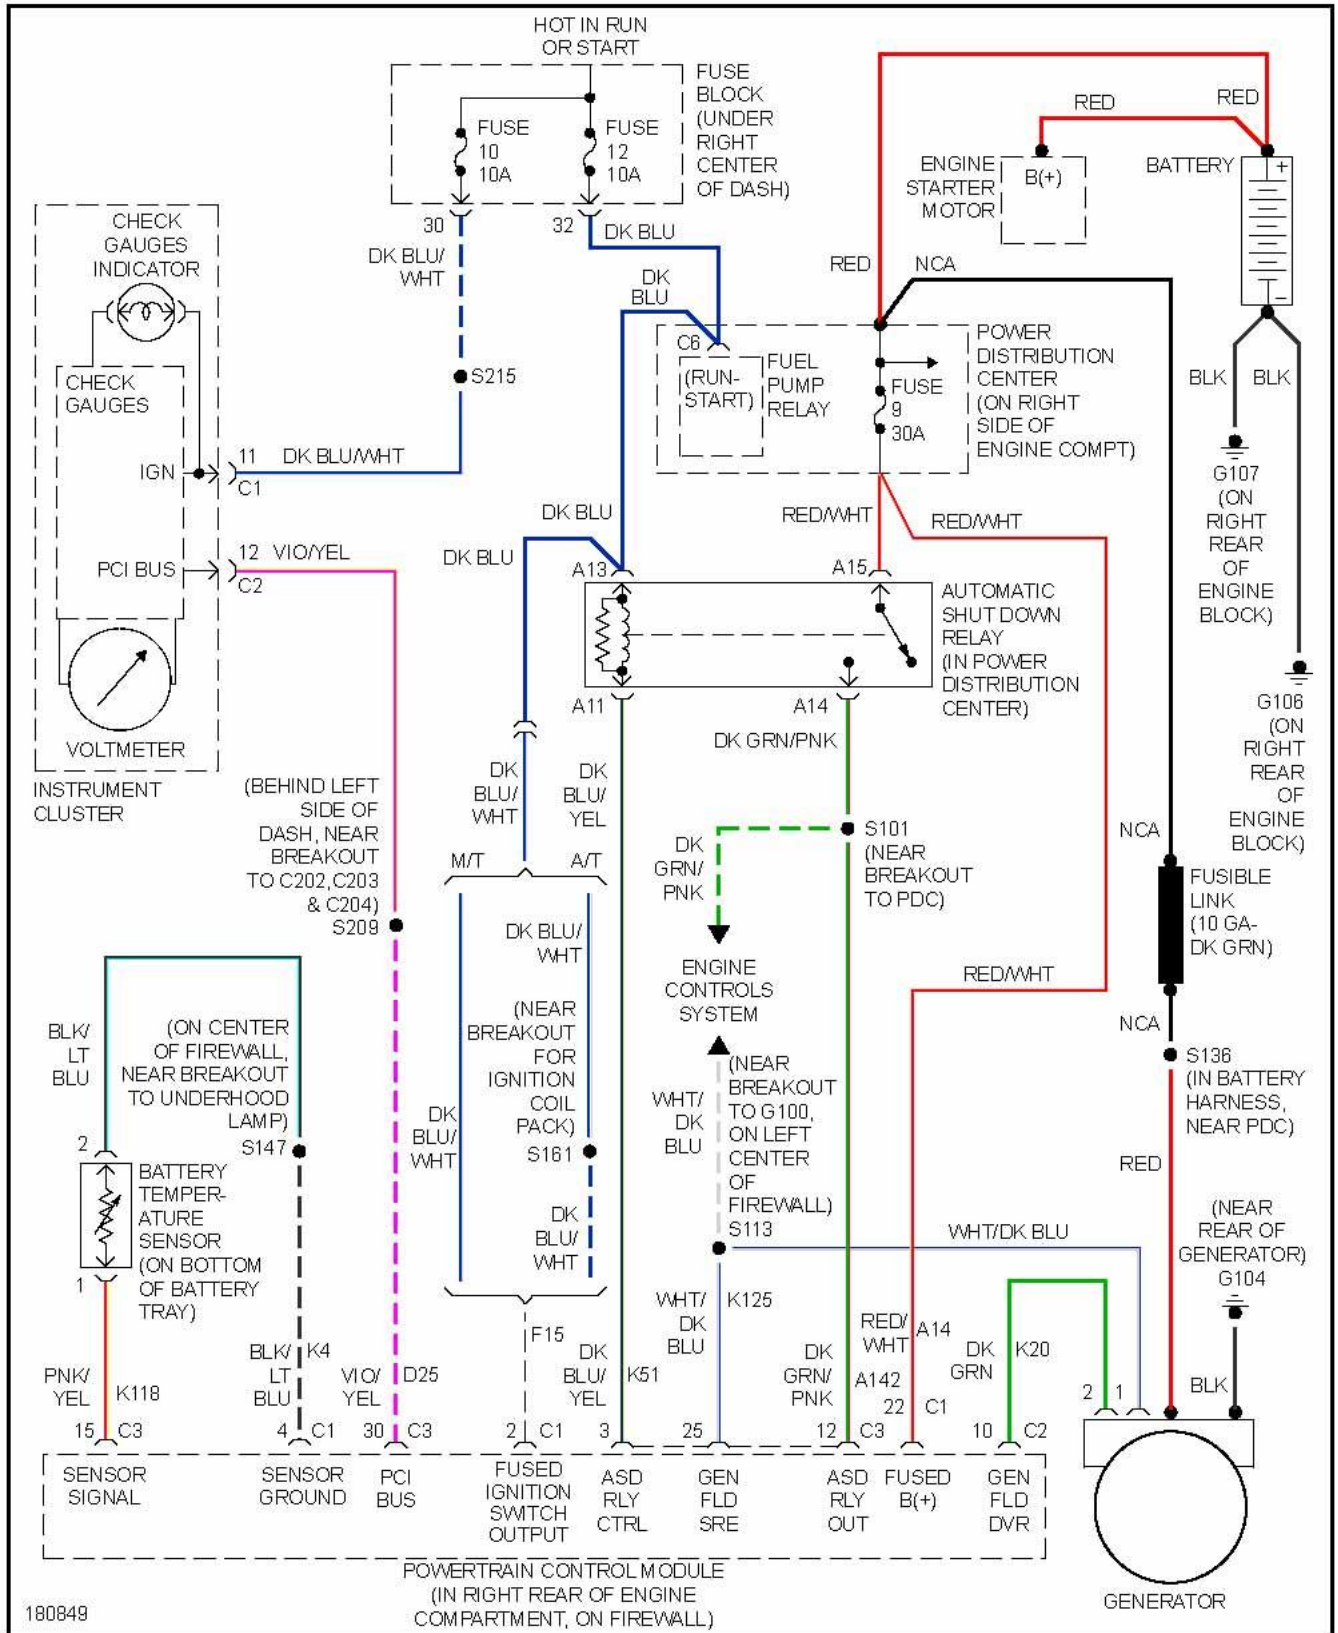 HOT IN RUN
OR START
FUSE
BLOCK
(UNDER
RIGHT
CENTER
OF DASH)
FUSE
10
10A
FUSE
12
10A
30
32
DK BLU/
WHT
DK BLU
DK
BLU
S215
RED
RED
ENGINE
STARTER
MOTOR
B(+)
BATTERY
+
−
RED
NCA
CHECK
GAUGES
INDICATOR
CHECK
GAUGES
IGN
11
C1
DK BLU/WHT
PCI BUS
12
C2
VIO/YEL
VOLTMETER
INSTRUMENT
CLUSTER
C6
(RUN-
START)
FUEL
PUMP
RELAY
FUSE
9
30A
POWER
DISTRIBUTION
CENTER
(ON RIGHT
SIDE OF
ENGINE COMPT)
BLK
BLK
G107
(ON
RIGHT
REAR
OF
ENGINE
BLOCK)
G106
(ON
RIGHT
REAR
OF
ENGINE
BLOCK)
DK BLU
DK BLU
RED/WHT
RED/WHT
A13
A15
A11
A14
AUTOMATIC
SHUT DOWN
RELAY
(IN POWER
DISTRIBUTION
CENTER)
DK GRN/PNK
(BEHIND LEFT
SIDE OF
DASH, NEAR
BREAKOUT
TO C202,C203
& C204)
S209
DK
BLU/
WHT
DK
BLU/
YEL
M/T
A/T
DK
GRN/
PNK
S101
(NEAR
BREAKOUT
TO PDC)
NCA
FUSIBLE
LINK
(10 GA-
DK GRN)
DK BLU/
WHT
ENGINE
CONTROLS
SYSTEM
RED/WHT
NCA
S136
(IN BATTERY
HARNESS,
NEAR PDC)
RED
BLK/
LT
BLU
(ON CENTER
OF FIREWALL,
NEAR BREAKOUT
TO UNDERHOOD
LAMP)
S147
(NEAR
BREAKOUT
FOR
IGNITION
COIL
PACK)
S161
DK
BLU/
WHT
DK
BLU/
WHT
WHT/
DK
BLU
(NEAR
BREAKOUT
TO G100,
ON LEFT
CENTER
OF
FIREWALL)
S113
WHT/DK BLU
(NEAR
REAR OF
GENERATOR)
G104
2
BATTERY
TEMPER-
ATURE
SENSOR
(ON BOTTOM
OF BATTERY
TRAY)
1
PNK/
YEL
K118
BLK/
LT
BLU
K4
VIO/
YEL
D25
F15
DK
BLU/
YEL
K51
WHT/
DK
BLU
K125
DK
GRN/
PNK
A142
RED/
WHT
A14
DK
GRN
K20
2
1
BLK
15
C3
4
C1
30
C3
2
C1
3
25
12
C3
22
C1
10
C2
SENSOR
SIGNAL
SENSOR
GROUND
PCI
BUS
FUSED
IGNITION
SWITCH
OUTPUT
ASD
RLY
CTRL
GEN
FLD
SRE
ASD
RLY
OUT
FUSED
B(+)
GEN
FLD
DVR
POWERTRAIN CONTROL MODULE
(IN RIGHT REAR OF ENGINE
COMPARTMENT, ON FIREWALL)
GENERATOR
180849